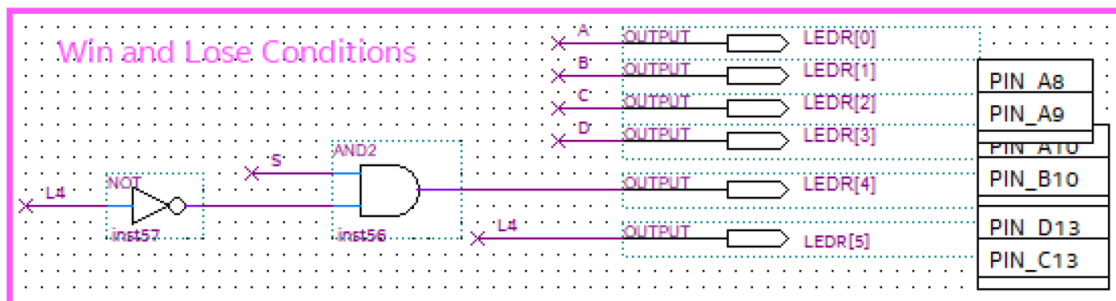 Win and Lose Conditions
A OUTPUT LEDR[0]
B OUTPUT LEDR[1]
PIN_A8
C OUTPUT LEDR[2]
PIN_A9
D OUTPUT LEDR[3]
PIN_A10
AND2
S
NOT
OUTPUT LEDR[4]
PIN_B10
L4
inst57
inst56
L4 OUTPUT LEDR[5]
PIN_D13
PIN_C13